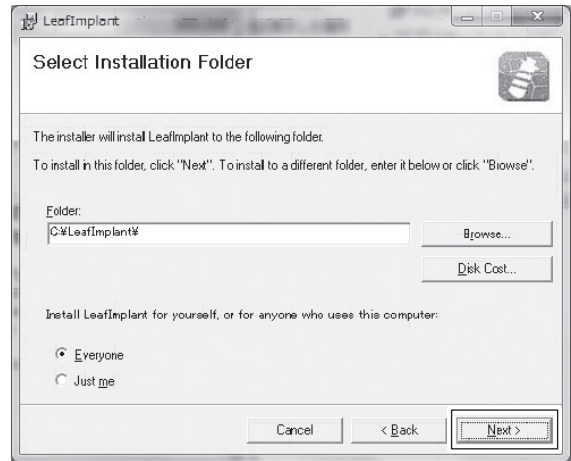 LeafImplant
Select Installation Folder
The installer will install LeafImplant to the following folder.
To install in this folder, click "Next". To install to a different folder, enter it below or click "Browse".
Folder:
C:¥LeafImplant¥
Browse...
Disk Cost...
Install LeafImplant for yourself, or for anyone who uses this computer:
Everyone
Just me
Cancel
< Back
Next >